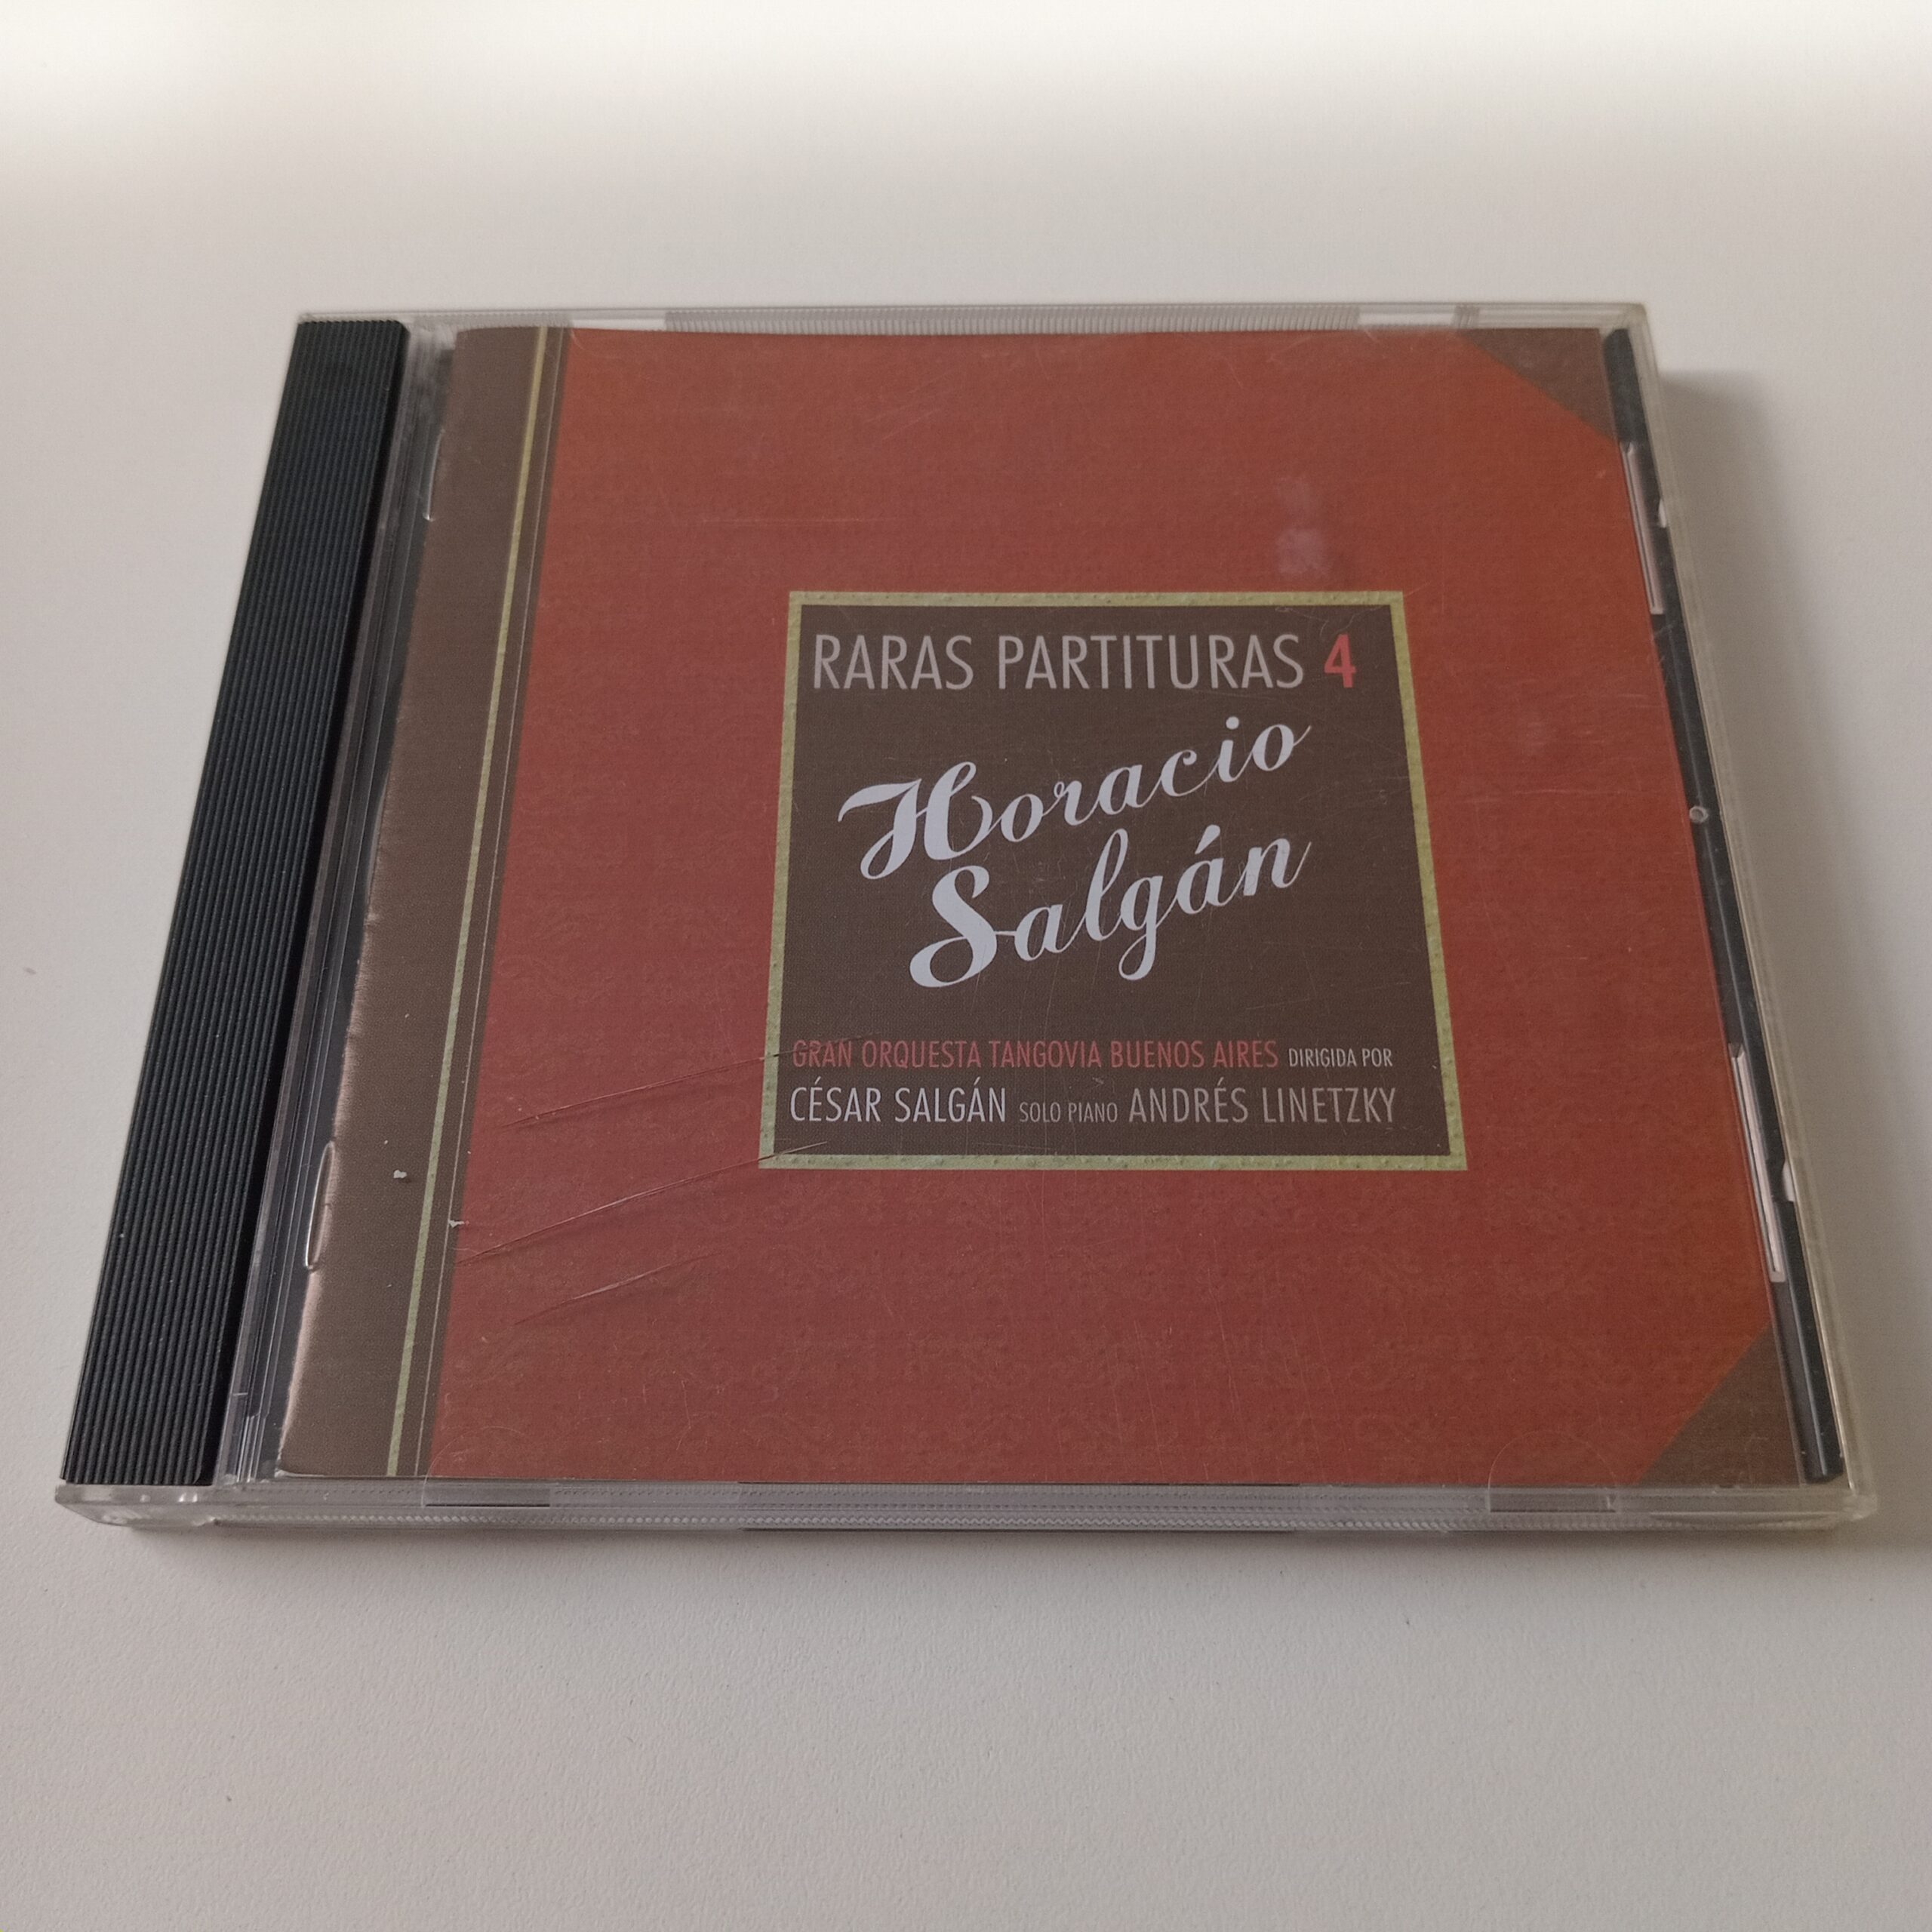 RARAS PARTITURAS 4
Horacio
Salgán
GRAN ORQUESTA TANGOVIA BUENOS AIRES DIRIGIDA POR
CÉSAR SALGÁN SOLO PIANO ANDRÉS LINETZKY